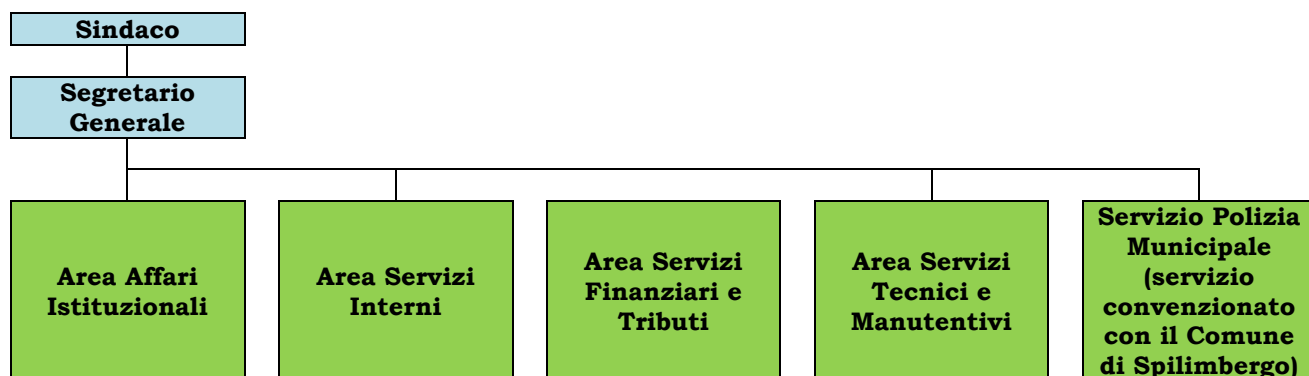 Sindaco
Segretario
Generale
Area Affari
Istituzionali
Area Servizi
Interni
Area Servizi
Finanziari e
Tributi
Area Servizi
Tecnici e
Manutentivi
Servizio Polizia
Municipale
(servizio
convenzionato
con il Comune
di Spilimbergo)